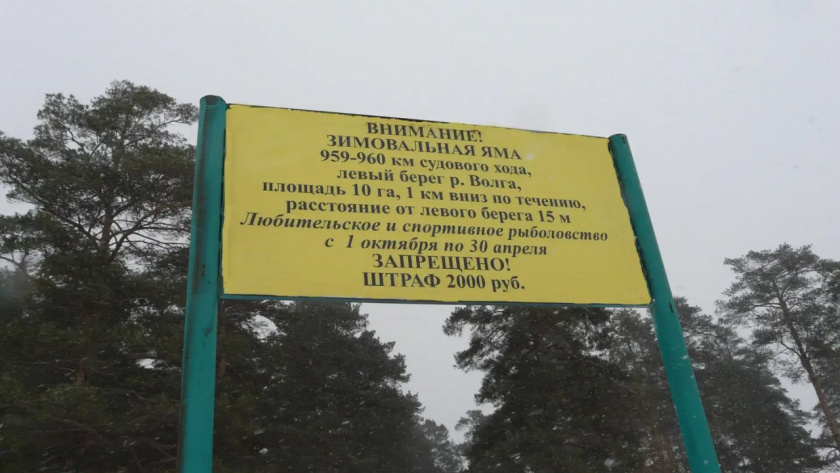 ВНИМАНИЕ!
ЗИМОВАЛЬНАЯ ЯМА
959-960 км судового хода,
левый берег р. Волга,
площадь 10 га, 1 км вниз по течению,
расстояние от левого берега 15 м
Любительское и спортивное рыболовство
с 1 октября по 30 апреля
ЗАПРЕЩЕНО!
ШТРАФ 2000 руб.